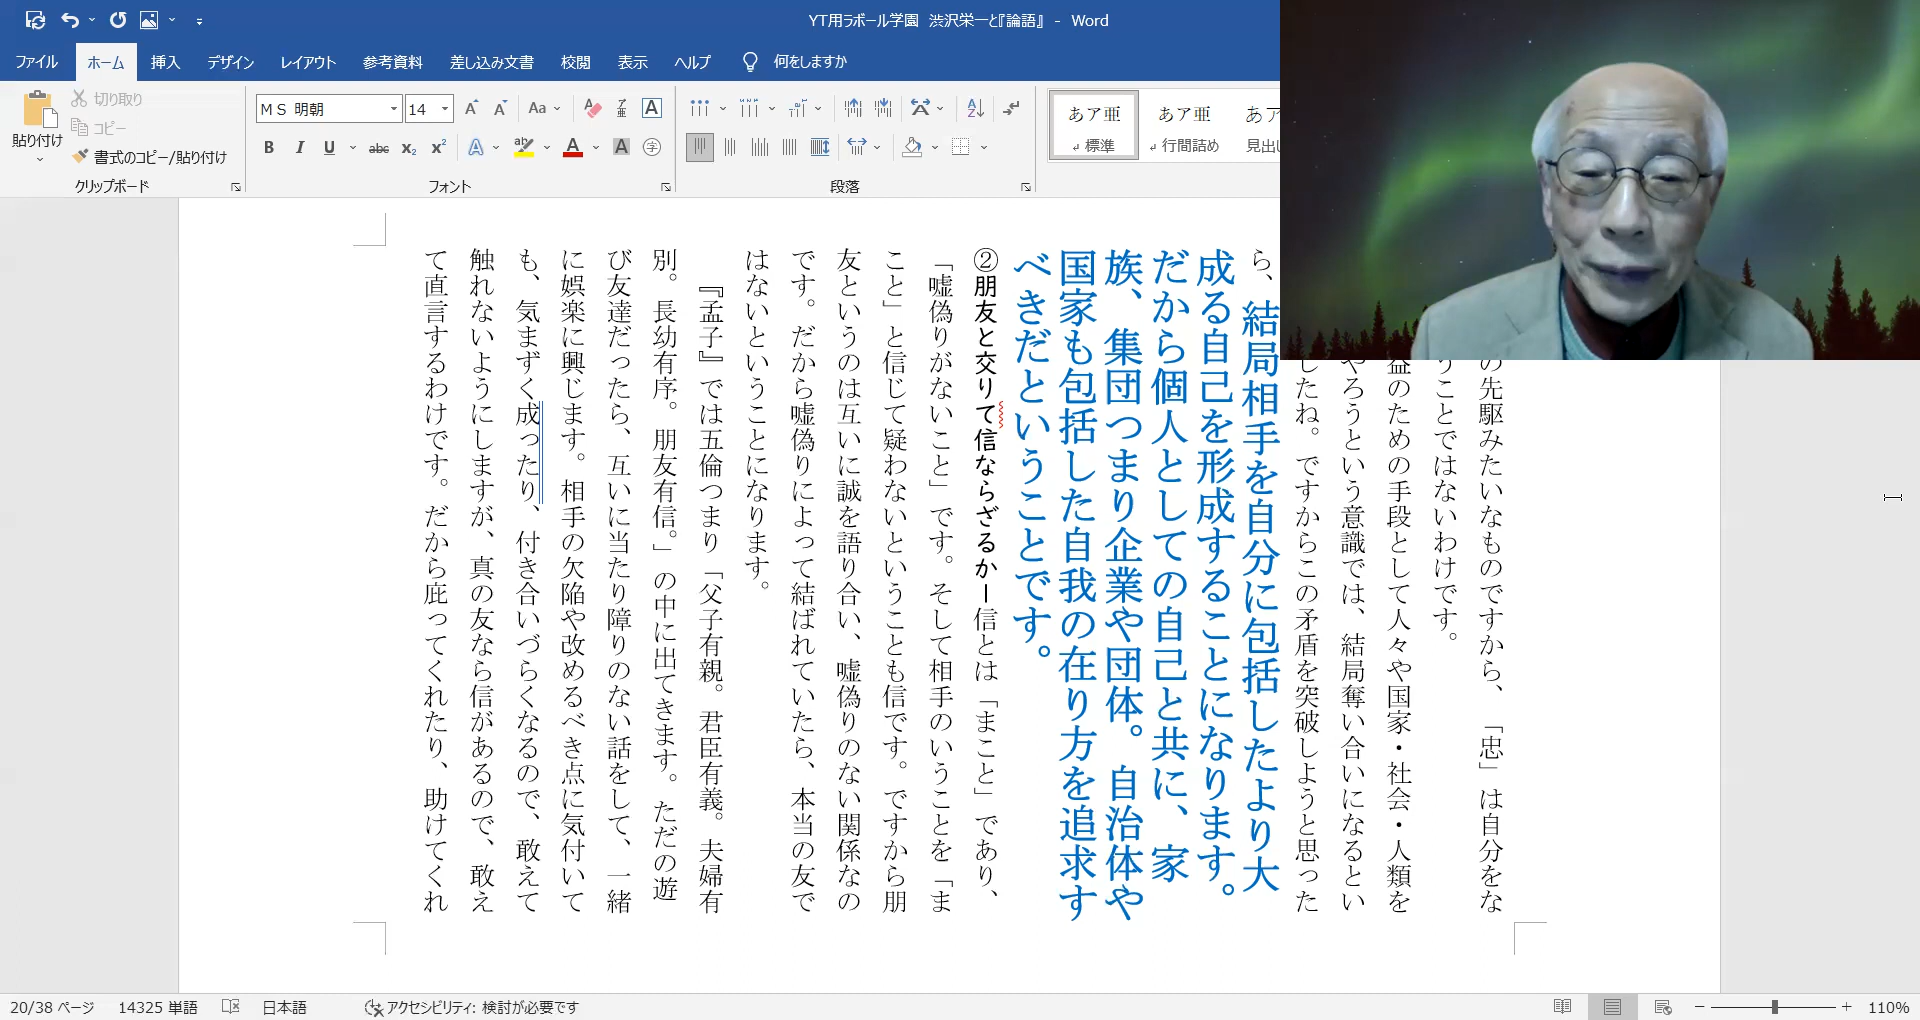 YT用ラボール学園 渋沢栄一と『論語』 - Word
ファイル ホーム 挿入 デザイン レイアウト 参考資料 差し込み文書 校閲 表示 ヘルプ 何をしますか
貼り付け
切り取り
コピー
書式のコピー/貼り付け
クリップボード
ＭＳ 明朝 14
フォント
段落
あア亜
標準
あア亜
行間詰め
あア
見出し
の先駆みたいなものですから、「忠」は自分をな
うことではないわけです。
益のための手段として人々や国家・社会・人類を
やろうという意識では、結局奪い合いになるとい
したね。ですからこの矛盾を突破しようと思った
ら、結局相手を自分に包括したより大
成る自己を形成することになります。
だから個人としての自己と共に、家
族、集団つまり企業や団体。自治体や
国家も包括した自我の在り方を追求す
べきだということです。
②朋友と交りて信ならざるかー信とは「まこと」であり、
「嘘偽りがないこと」です。そして相手のいうことを「ま
こと」と信じて疑わないということも信です。ですから朋
友というのは互いに誠を語り合い、嘘偽りのない関係なの
です。だから嘘偽りによって結ばれていたら、本当の友で
はないということになります。
『孟子』では五倫つまり「父子有親。君臣有義。夫婦有
別。長幼有序。朋友有信。」の中に出てきます。ただの遊
び友達だったら、互いに当たり障りのない話をして、一緒
に娯楽に興じます。相手の欠陥や改めるべき点に気付いて
も、気まずく成ったり、付き合いづらくなるので、敢えて
触れないようにしますが、真の友なら信があるので、敢え
て直言するわけです。だから庇ってくれたり、助けてくれ
20/38 ページ 14325 単語 日本語 アクセシビリティ: 検討が必要です 110%